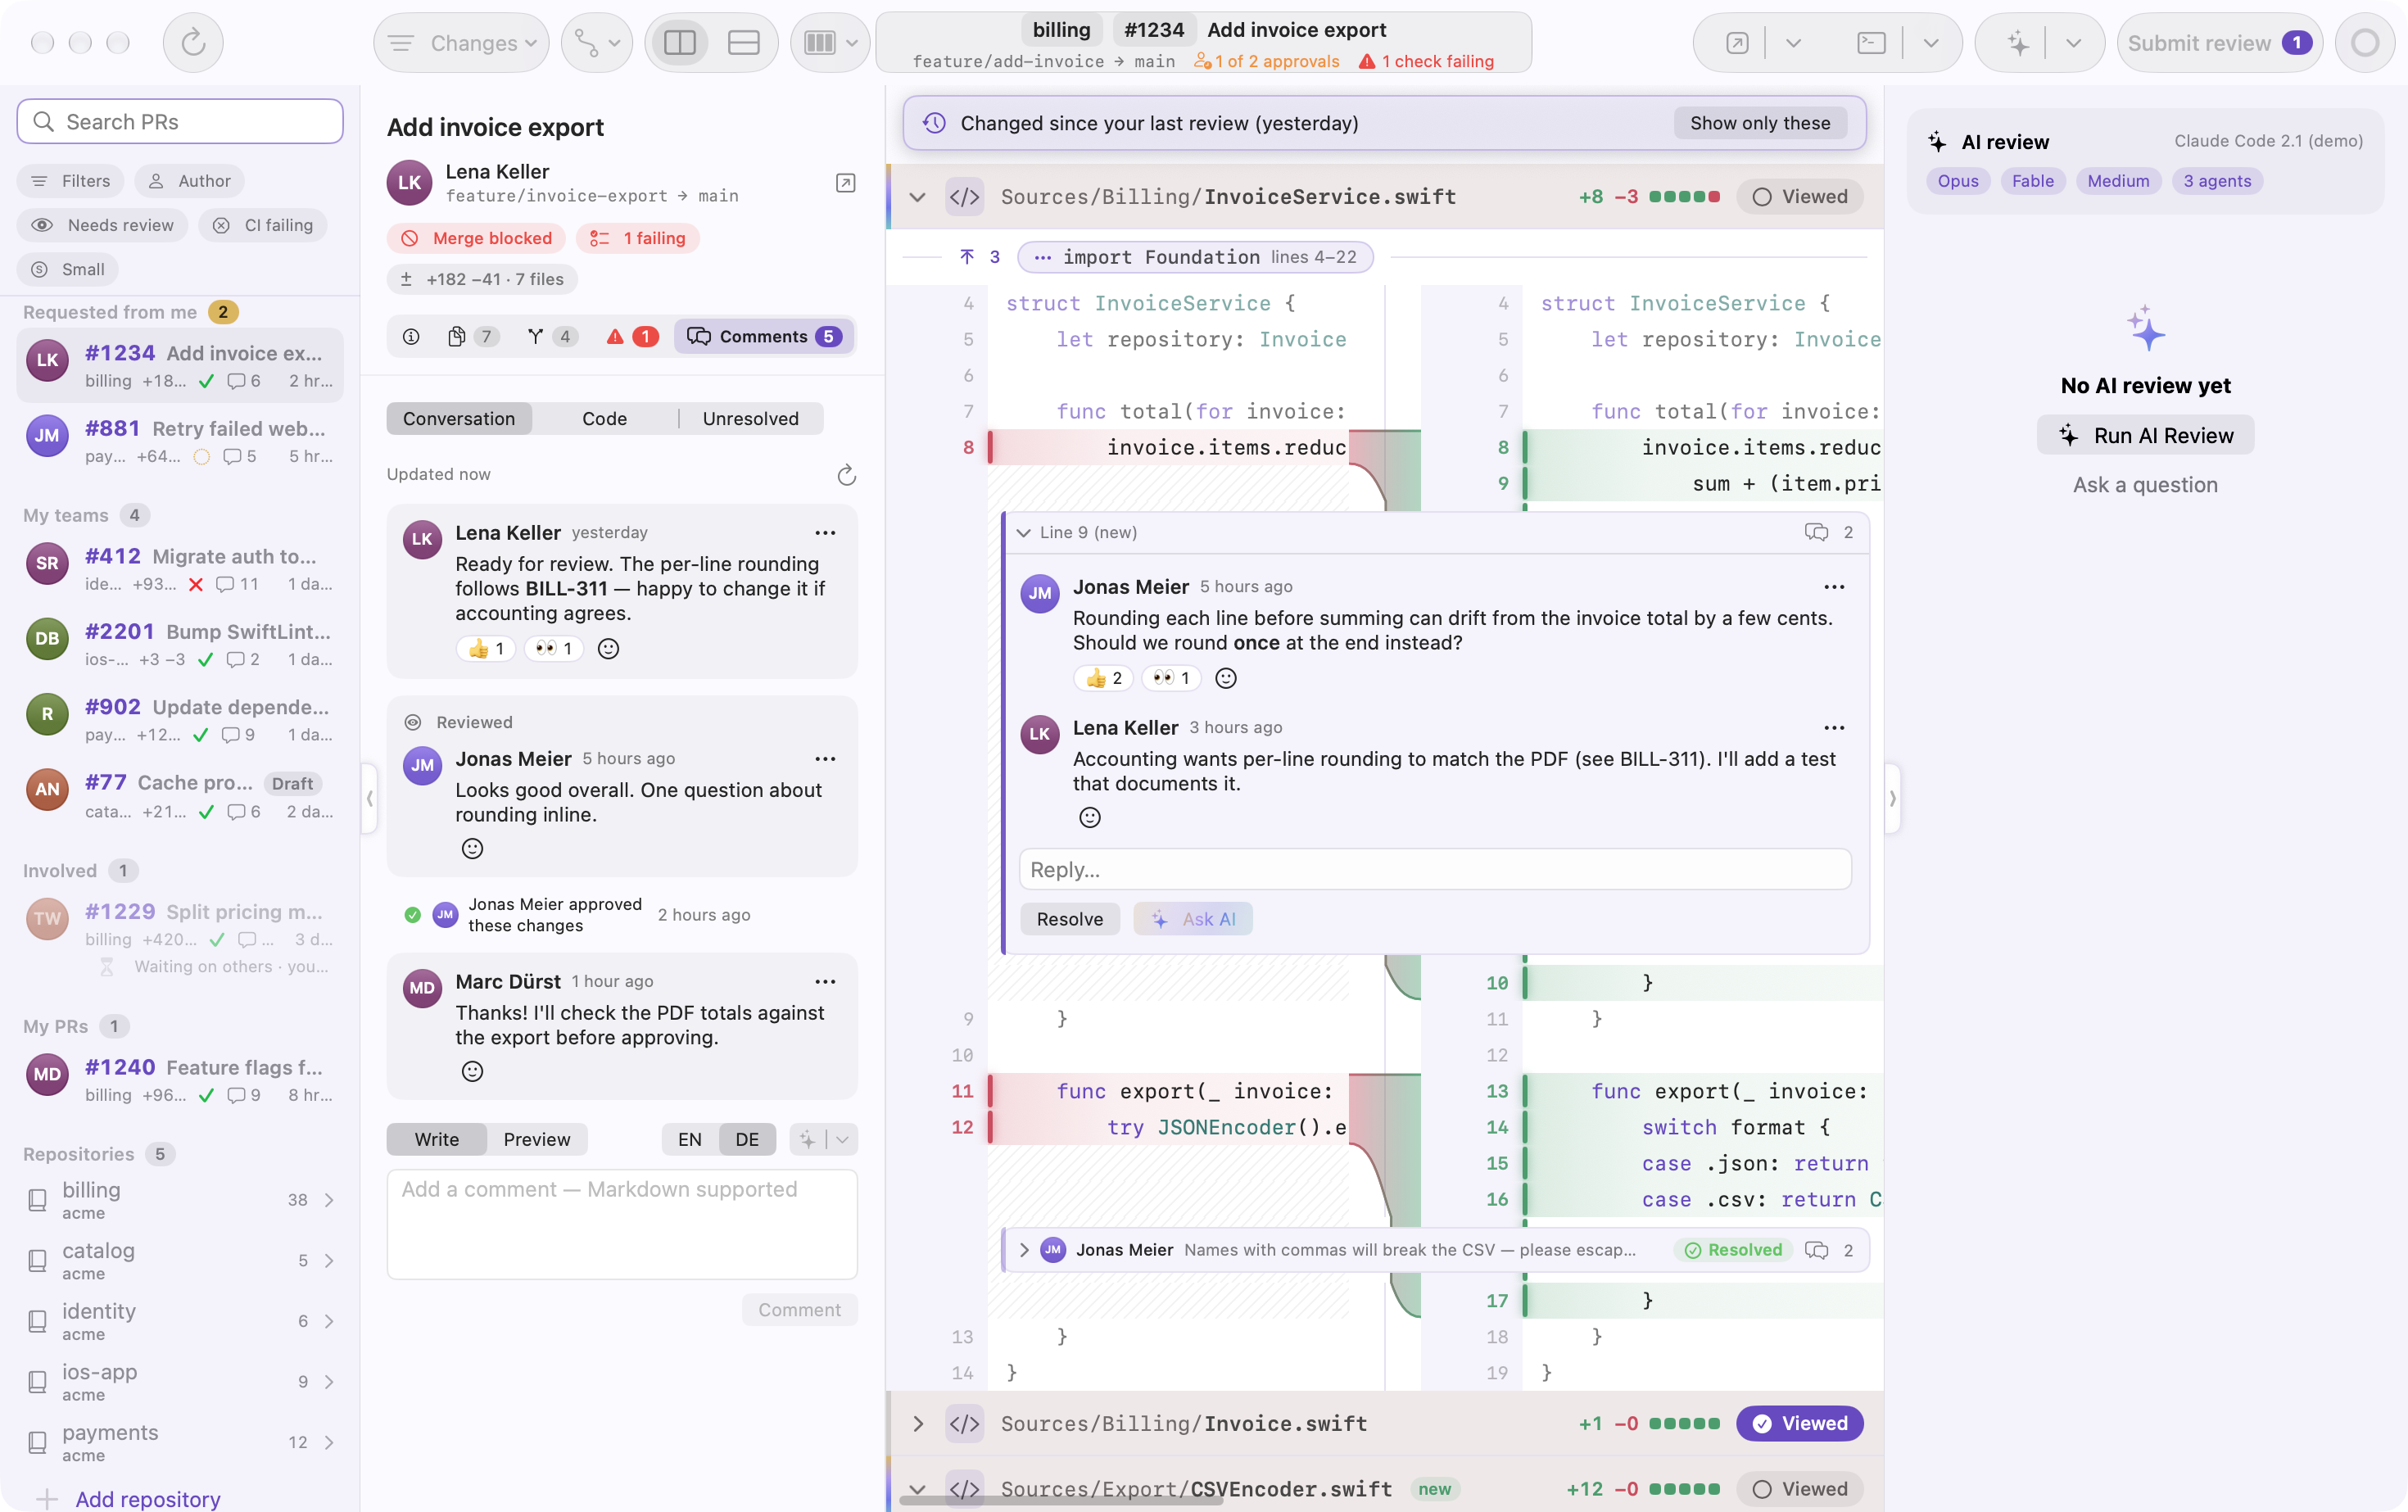 Changes
billing #1234 Add invoice export
feature/add-invoice → main 1 of 2 approvals 1 check failing
Submit review 1
Search PRs
Filters
Author
Needs review
CI failing
Small
Requested from me 2
LK #1234 Add invoice ex...
billing +18... 6 2 hr...
JM #881 Retry failed web...
pay... +64... 5 5 hr...
My teams 4
SR #412 Migrate auth to...
ide... +93... 11 1 da...
DB #2201 Bump SwiftLint...
ios-... +3 −3 2 1 da...
R #902 Update depende...
pay... +12... 9 1 da...
AN #77 Cache pro... Draft
cata... +21... 6 2 da...
Involved 1
TW #1229 Split pricing m...
billing +420... ... 3 d...
Waiting on others · you...
My PRs 1
MD #1240 Feature flags f...
billing +96... 9 8 hr...
Repositories 5
billing
acme
38
catalog
acme
5
identity
acme
6
ios-app
acme
9
payments
acme
12
Add repository
Add invoice export
LK Lena Keller
feature/invoice-export → main
Merge blocked
1 failing
+182 −41 · 7 files
7 4 1 Comments 5
Conversation Code Unresolved
Updated now
LK Lena Keller yesterday
Ready for review. The per-line rounding
follows BILL-311 — happy to change it if
accounting agrees.
👍 1 👀 1
Reviewed
JM Jonas Meier 5 hours ago
Looks good overall. One question about
rounding inline.
JM Jonas Meier approved
these changes
2 hours ago
MD Marc Dürst 1 hour ago
Thanks! I'll check the PDF totals against
the export before approving.
Write Preview EN DE
Add a comment — Markdown supported
Comment
Changed since your last review (yesterday) Show only these
Sources/Billing/InvoiceService.swift +8 −3 Viewed
3 ··· import Foundation lines 4–22
4 struct InvoiceService {
5 let repository: Invoice
6
7 func total(for invoice:
8 invoice.items.reduc
4 struct InvoiceService {
5 let repository: Invoice
6
7 func total(for invoice:
8 invoice.items.reduc
9 sum + (item.pri
Line 9 (new) 2
JM Jonas Meier 5 hours ago
Rounding each line before summing can drift from the invoice total by a few cents.
Should we round once at the end instead?
👍 2 👀 1
LK Lena Keller 3 hours ago
Accounting wants per-line rounding to match the PDF (see BILL-311). I'll add a test
that documents it.
Reply...
Resolve Ask AI
9 }
10
11 func export(_ invoice:
12 try JSONEncoder().e
10 }
11 }
12
13 func export(_ invoice:
14 switch format {
15 case .json: return
16 case .csv: return C
JM Jonas Meier Names with commas will break the CSV — please escap... Resolved 2
13 }
14 }
17 }
18 }
19 }
Sources/Billing/Invoice.swift +1 −0 Viewed
Sources/Export/CSVEncoder.swift new +12 −0 Viewed
AI review Claude Code 2.1 (demo)
Opus Fable Medium 3 agents
No AI review yet
Run AI Review
Ask a question